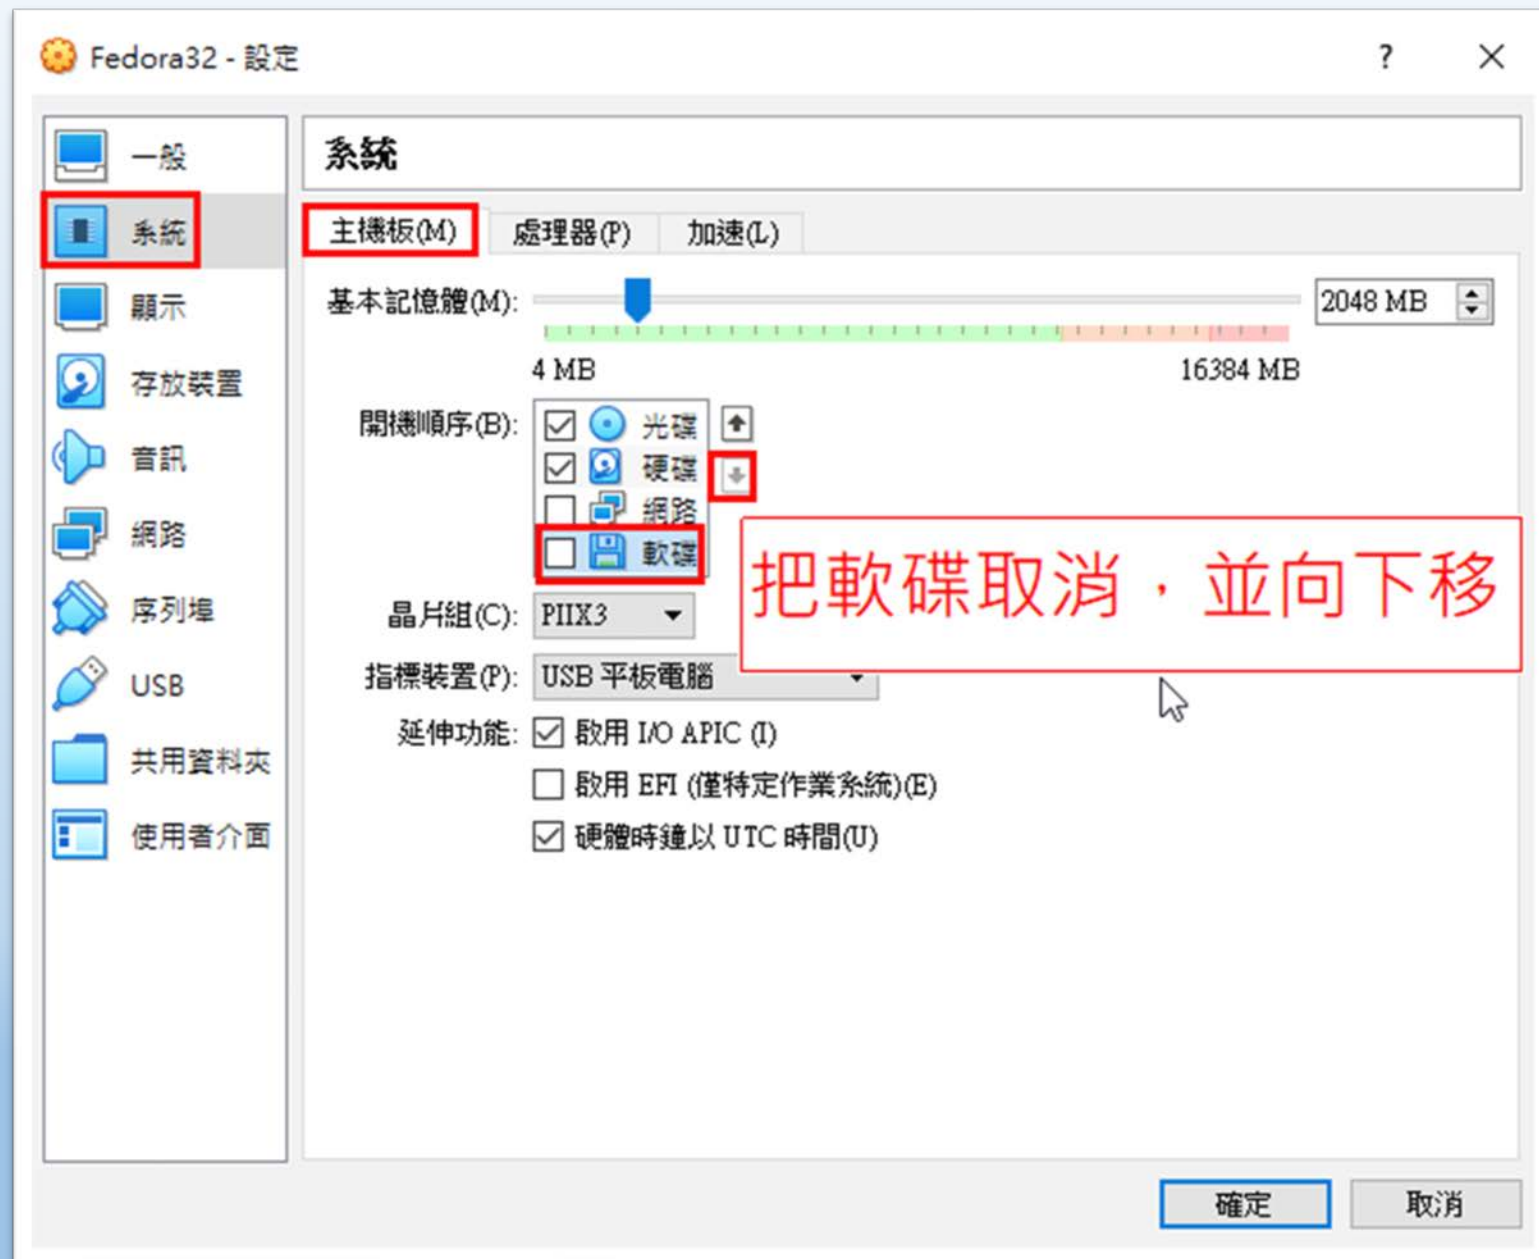 Fedora32 - 設定
?
一般
系統
顯示
存放裝置
音訊
網路
序列埠
USB
共用資料夾
使用者介面
系統
主機板(M) 處理器(P) 加速(L)
基本記憶體(M): 2048 MB
4 MB 16384 MB
開機順序(B): 光碟
硬碟
網路
軟碟
把軟碟取消，並向下移
晶片組(C): PIIX3
指標裝置(P): USB 平板電腦
延伸功能: 啟用 I/O APIC (I)
啟用 EFI (僅特定作業系統)(E)
硬體時鐘以 UTC 時間(U)
確定 取消